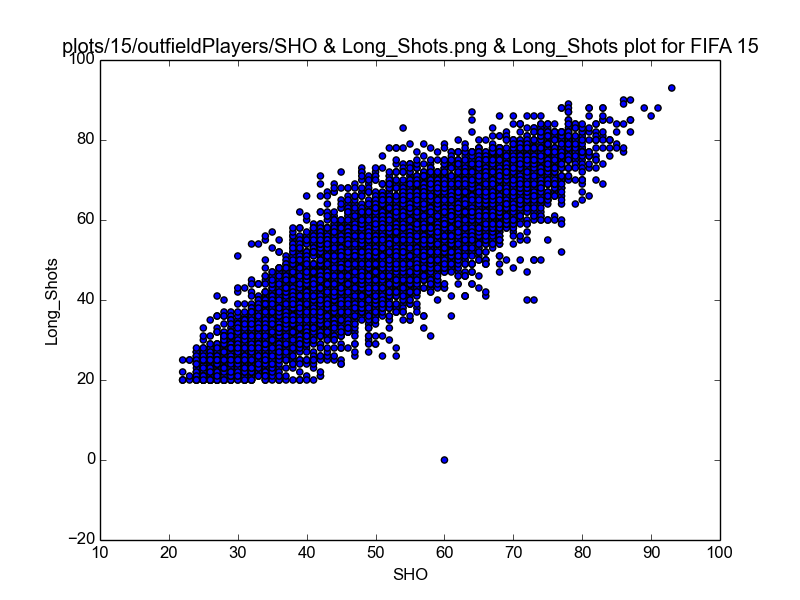 plots/15/outfieldPlayers/SHO & Long_Shots.png & Long_Shots plot for FIFA 15
100
80
60
40
20
0
−20
Long_Shots
10 20 30 40 50 60 70 80 90 100
SHO